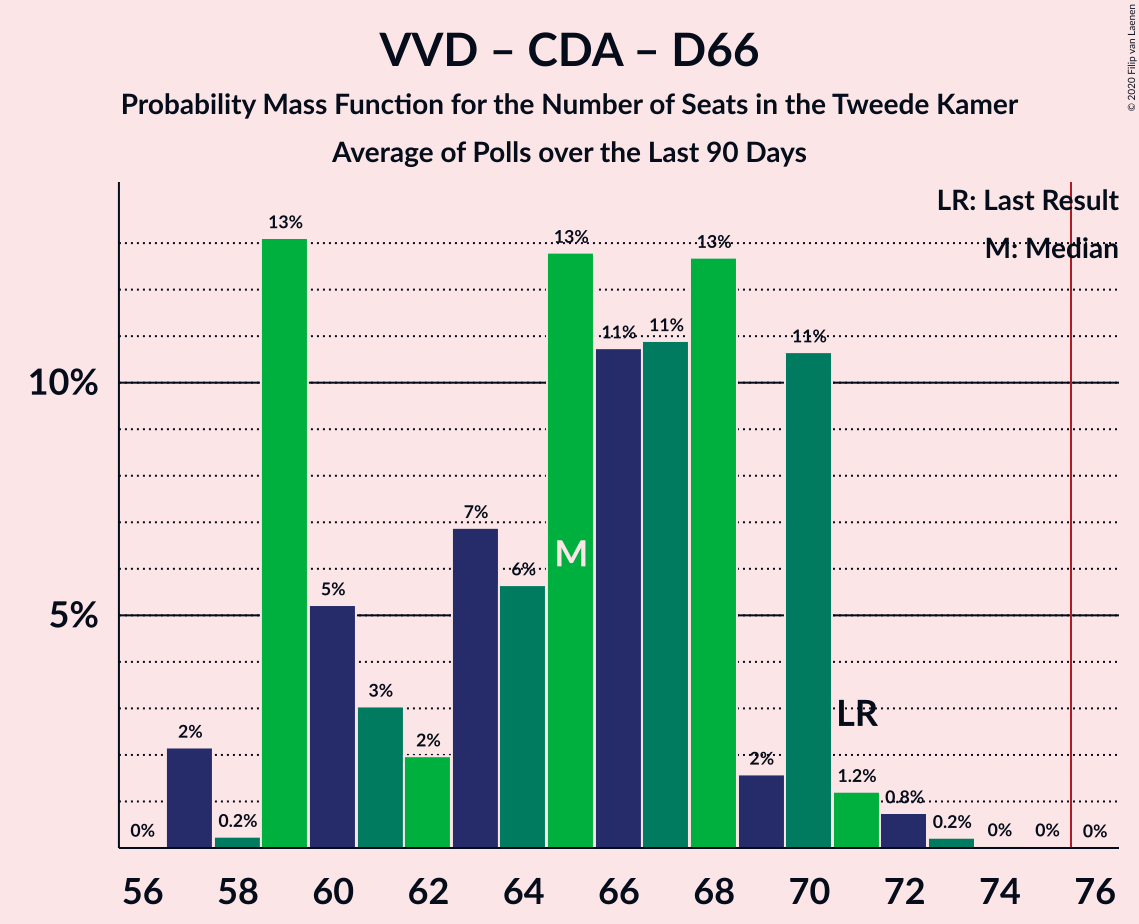 VVD – CDA – D66
Probability Mass Function for the Number of Seats in the Tweede Kamer
Average of Polls over the Last 90 Days
© 2020 Filip van Laenen
LR: Last Result
M: Median
10%
5%
0%
2%
0.2%
13%
5%
3%
2%
7%
6%
13%
M
11%
11%
13%
2%
11%
LR
1.2%
0.8%
0.2%
0%
0%
0%
56 58 60 62 64 66 68 70 72 74 76